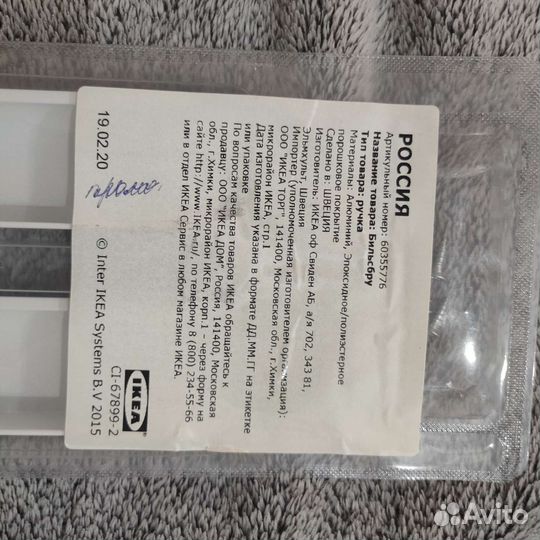 РОССИЯ
Артикульный номер: 60355776
Название товара: Бильсбру
Тип товара: ручка
Материалы: Алюминий, Эпоксидное/полиэстерное
порошковое покрытие
Сделано в: ШВЕЦИЯ
Изготовитель: ИКЕА оф Свиден АБ, а/я 702, 343 81,
Эльмхульт, Швеция
Импортер (уполномоченная изготовителем организация):
ООО "ИКЕА ТОРГ", 141400, Московская обл., г.Химки,
микрорайон ИКЕА, стр.1
Дата изготовления указана в формате ДД.ММ.ГГ на этикетке
или упаковке
По вопросам качества товаров ИКЕА обращайтесь к
продавцу: ООО "ИКЕА ДОМ", Россия, 141400, Московская
обл., г.Химки, микрорайон ИКЕА, корп.1 – через форму на
сайте http://www.IKEA.ru/, по телефону 8 (800) 234-55-66
или в отдел ИКЕА Сервис в любом магазине ИКЕА.
19.02.20
© Inter IKEA Systems B.V 2015
CI-67899-2
IKEA
Avito